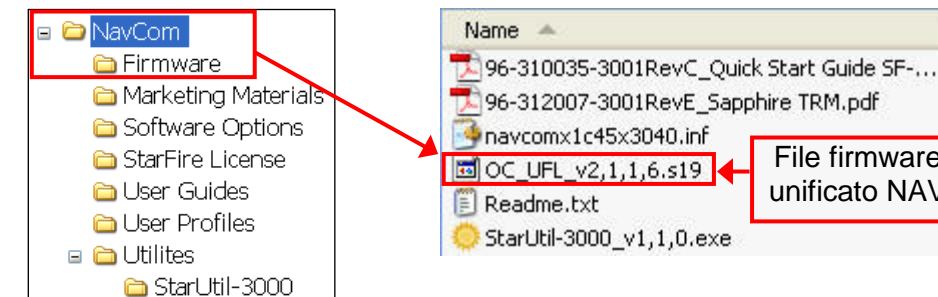 NavCom
Firmware
Marketing Materials
Software Options
StarFire License
User Guides
User Profiles
Utilites
StarUtil-3000
Name
96-310035-3001RevC_Quick Start Guide SF-...
96-312007-3001RevE_Sapphire TRM.pdf
navcomx1c45x3040.inf
OC_UFL_v2,1,1,6.s19
Readme.txt
StarUtil-3000_v1,1,0.exe
File firmware
unificato NAV